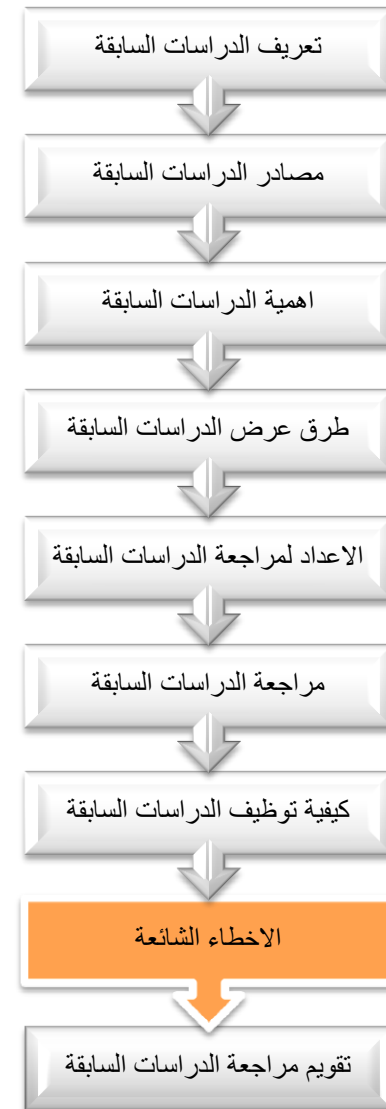 تعريف الدراسات السابقة
مصادر الدراسات السابقة
اهمية الدراسات السابقة
طرق عرض الدراسات السابقة
الاعداد لمراجعة الدراسات السابقة
مراجعة الدراسات السابقة
كيفية توظيف الدراسات السابقة
الاخطاء الشائعة
تقويم مراجعة الدراسات السابقة